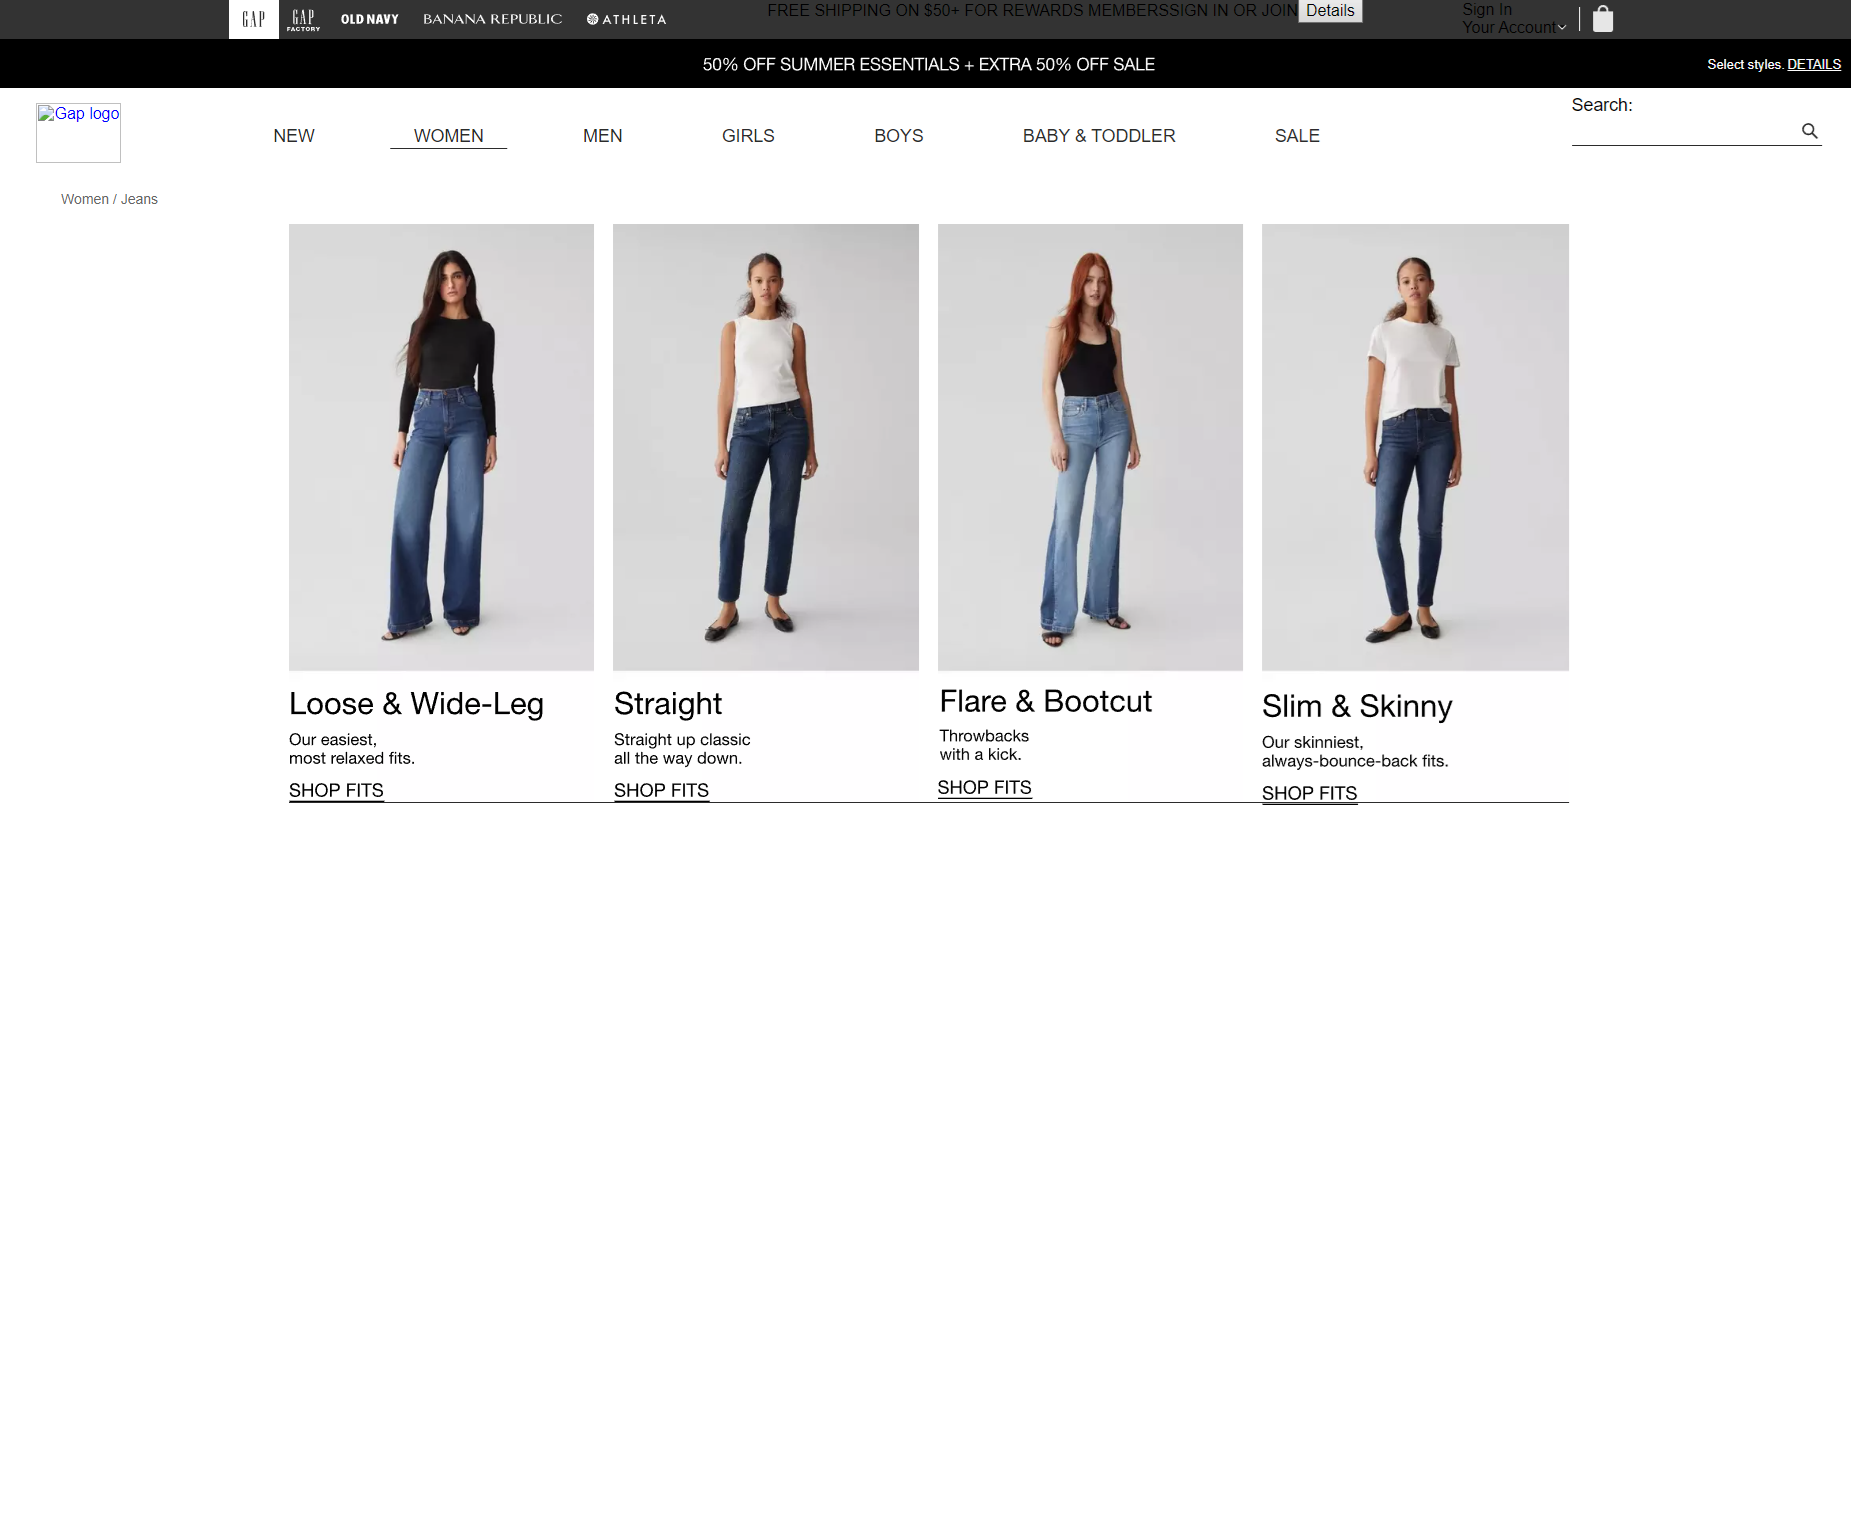 GAP
GAP
FACTORY
OLD NAVY
BANANA REPUBLIC
ATHLETA
FREE SHIPPING ON $50+ FOR REWARDS MEMBERSSIGN IN OR JOIN
Details
Sign In
Your Account
50% OFF SUMMER ESSENTIALS + EXTRA 50% OFF SALE
Select styles. DETAILS
Gap logo
NEW
WOMEN
MEN
GIRLS
BOYS
BABY & TODDLER
SALE
Search:
Women / Jeans
Loose & Wide-Leg
Our easiest,
most relaxed fits.
SHOP FITS
Straight
Straight up classic
all the way down.
SHOP FITS
Flare & Bootcut
Throwbacks
with a kick.
SHOP FITS
Slim & Skinny
Our skinniest,
always-bounce-back fits.
SHOP FITS